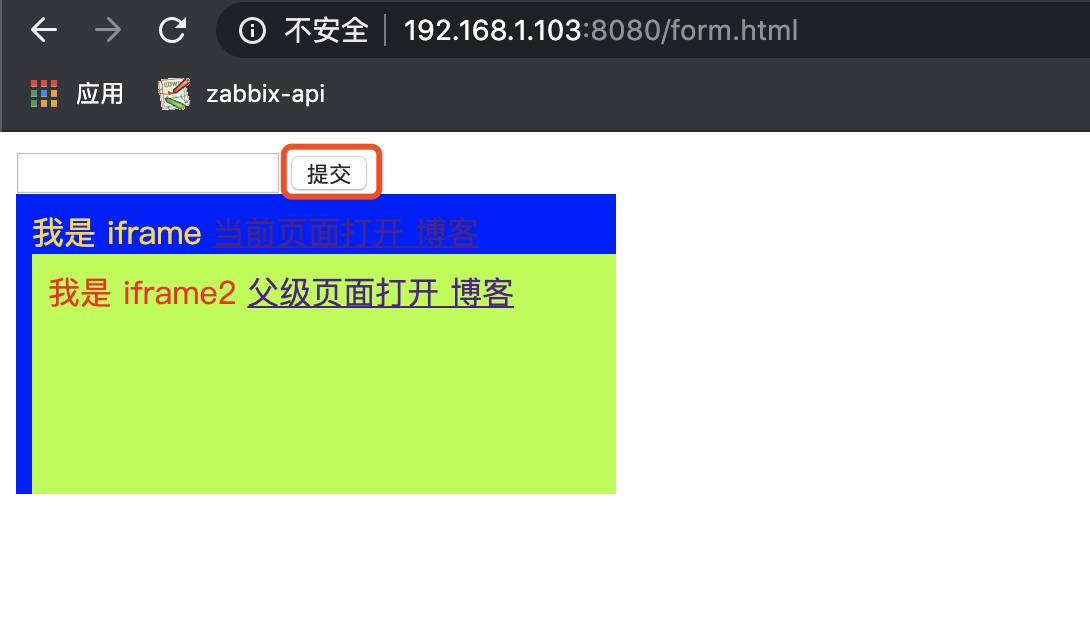 不安全 192.168.1.103:8080/form.html
应用 zabbix-api
提交
我是 iframe 当前页面打开 博客
我是 iframe2 父级页面打开 博客